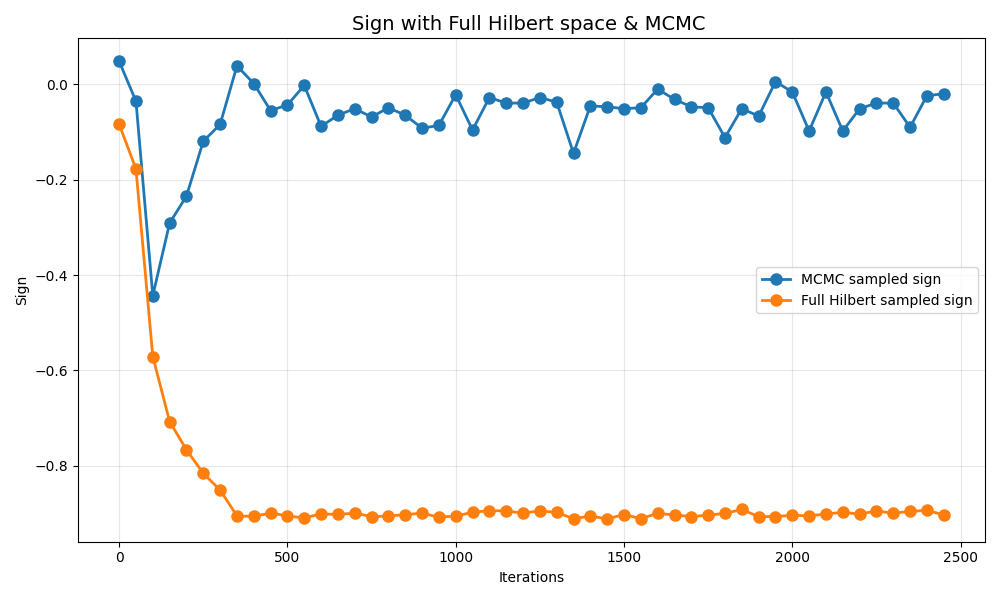 Sign with Full Hilbert space & MCMC
0.0
−0.2
−0.4
−0.6
−0.8
Sign
MCMC sampled sign
Full Hilbert sampled sign
0
500
1000
1500
2000
2500
Iterations